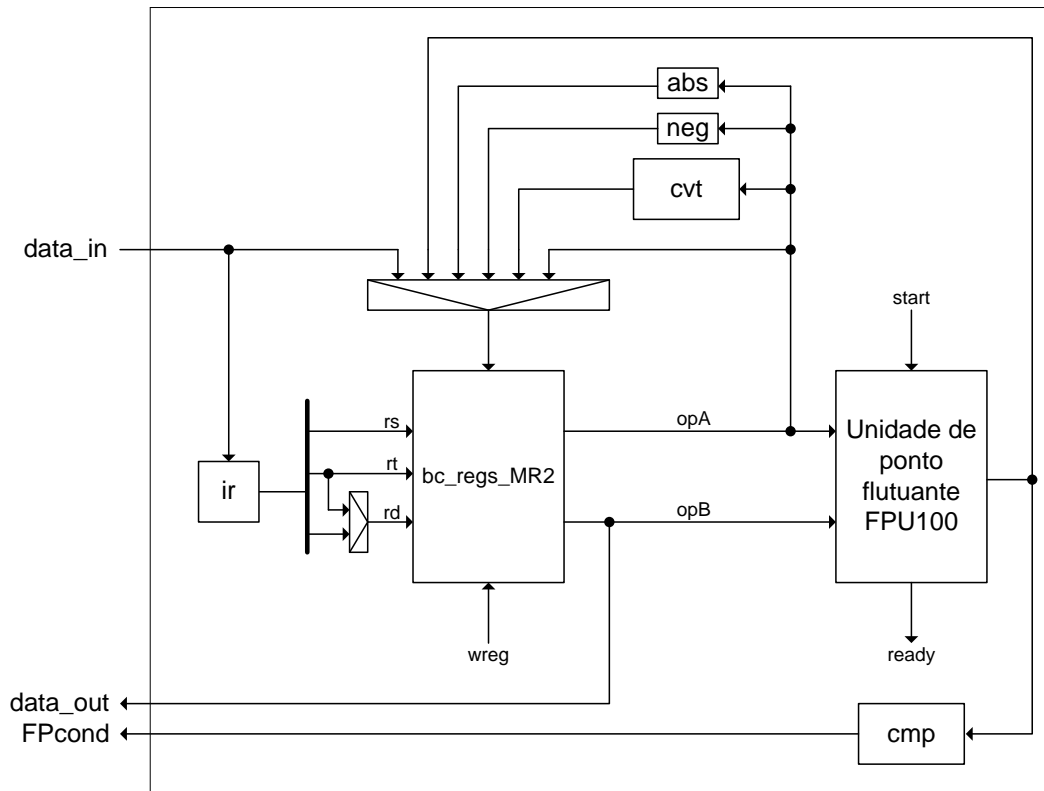 abs
neg
cvt
data_in
start
rs
opA
rt
bc_regs_MR2
ir
rd
opB
Unidade de
ponto
flutuante
FPU100
wreg
ready
data_out
FPcond
cmp